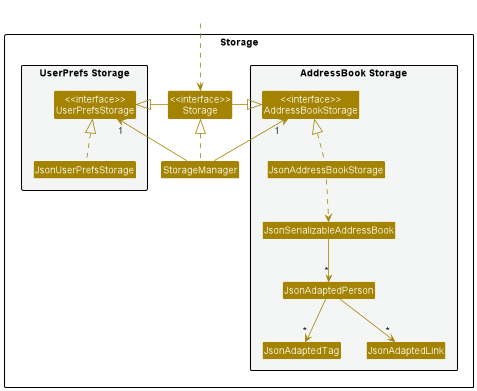 Storage
UserPrefs Storage
AddressBook Storage
<<interface>>
UserPrefsStorage
<<interface>>
Storage
<<interface>>
AddressBookStorage
1
1
JsonUserPrefsStorage
StorageManager
JsonAddressBookStorage
JsonSerializableAddressBook
*
JsonAdaptedPerson
*
*
JsonAdaptedTag
JsonAdaptedLink